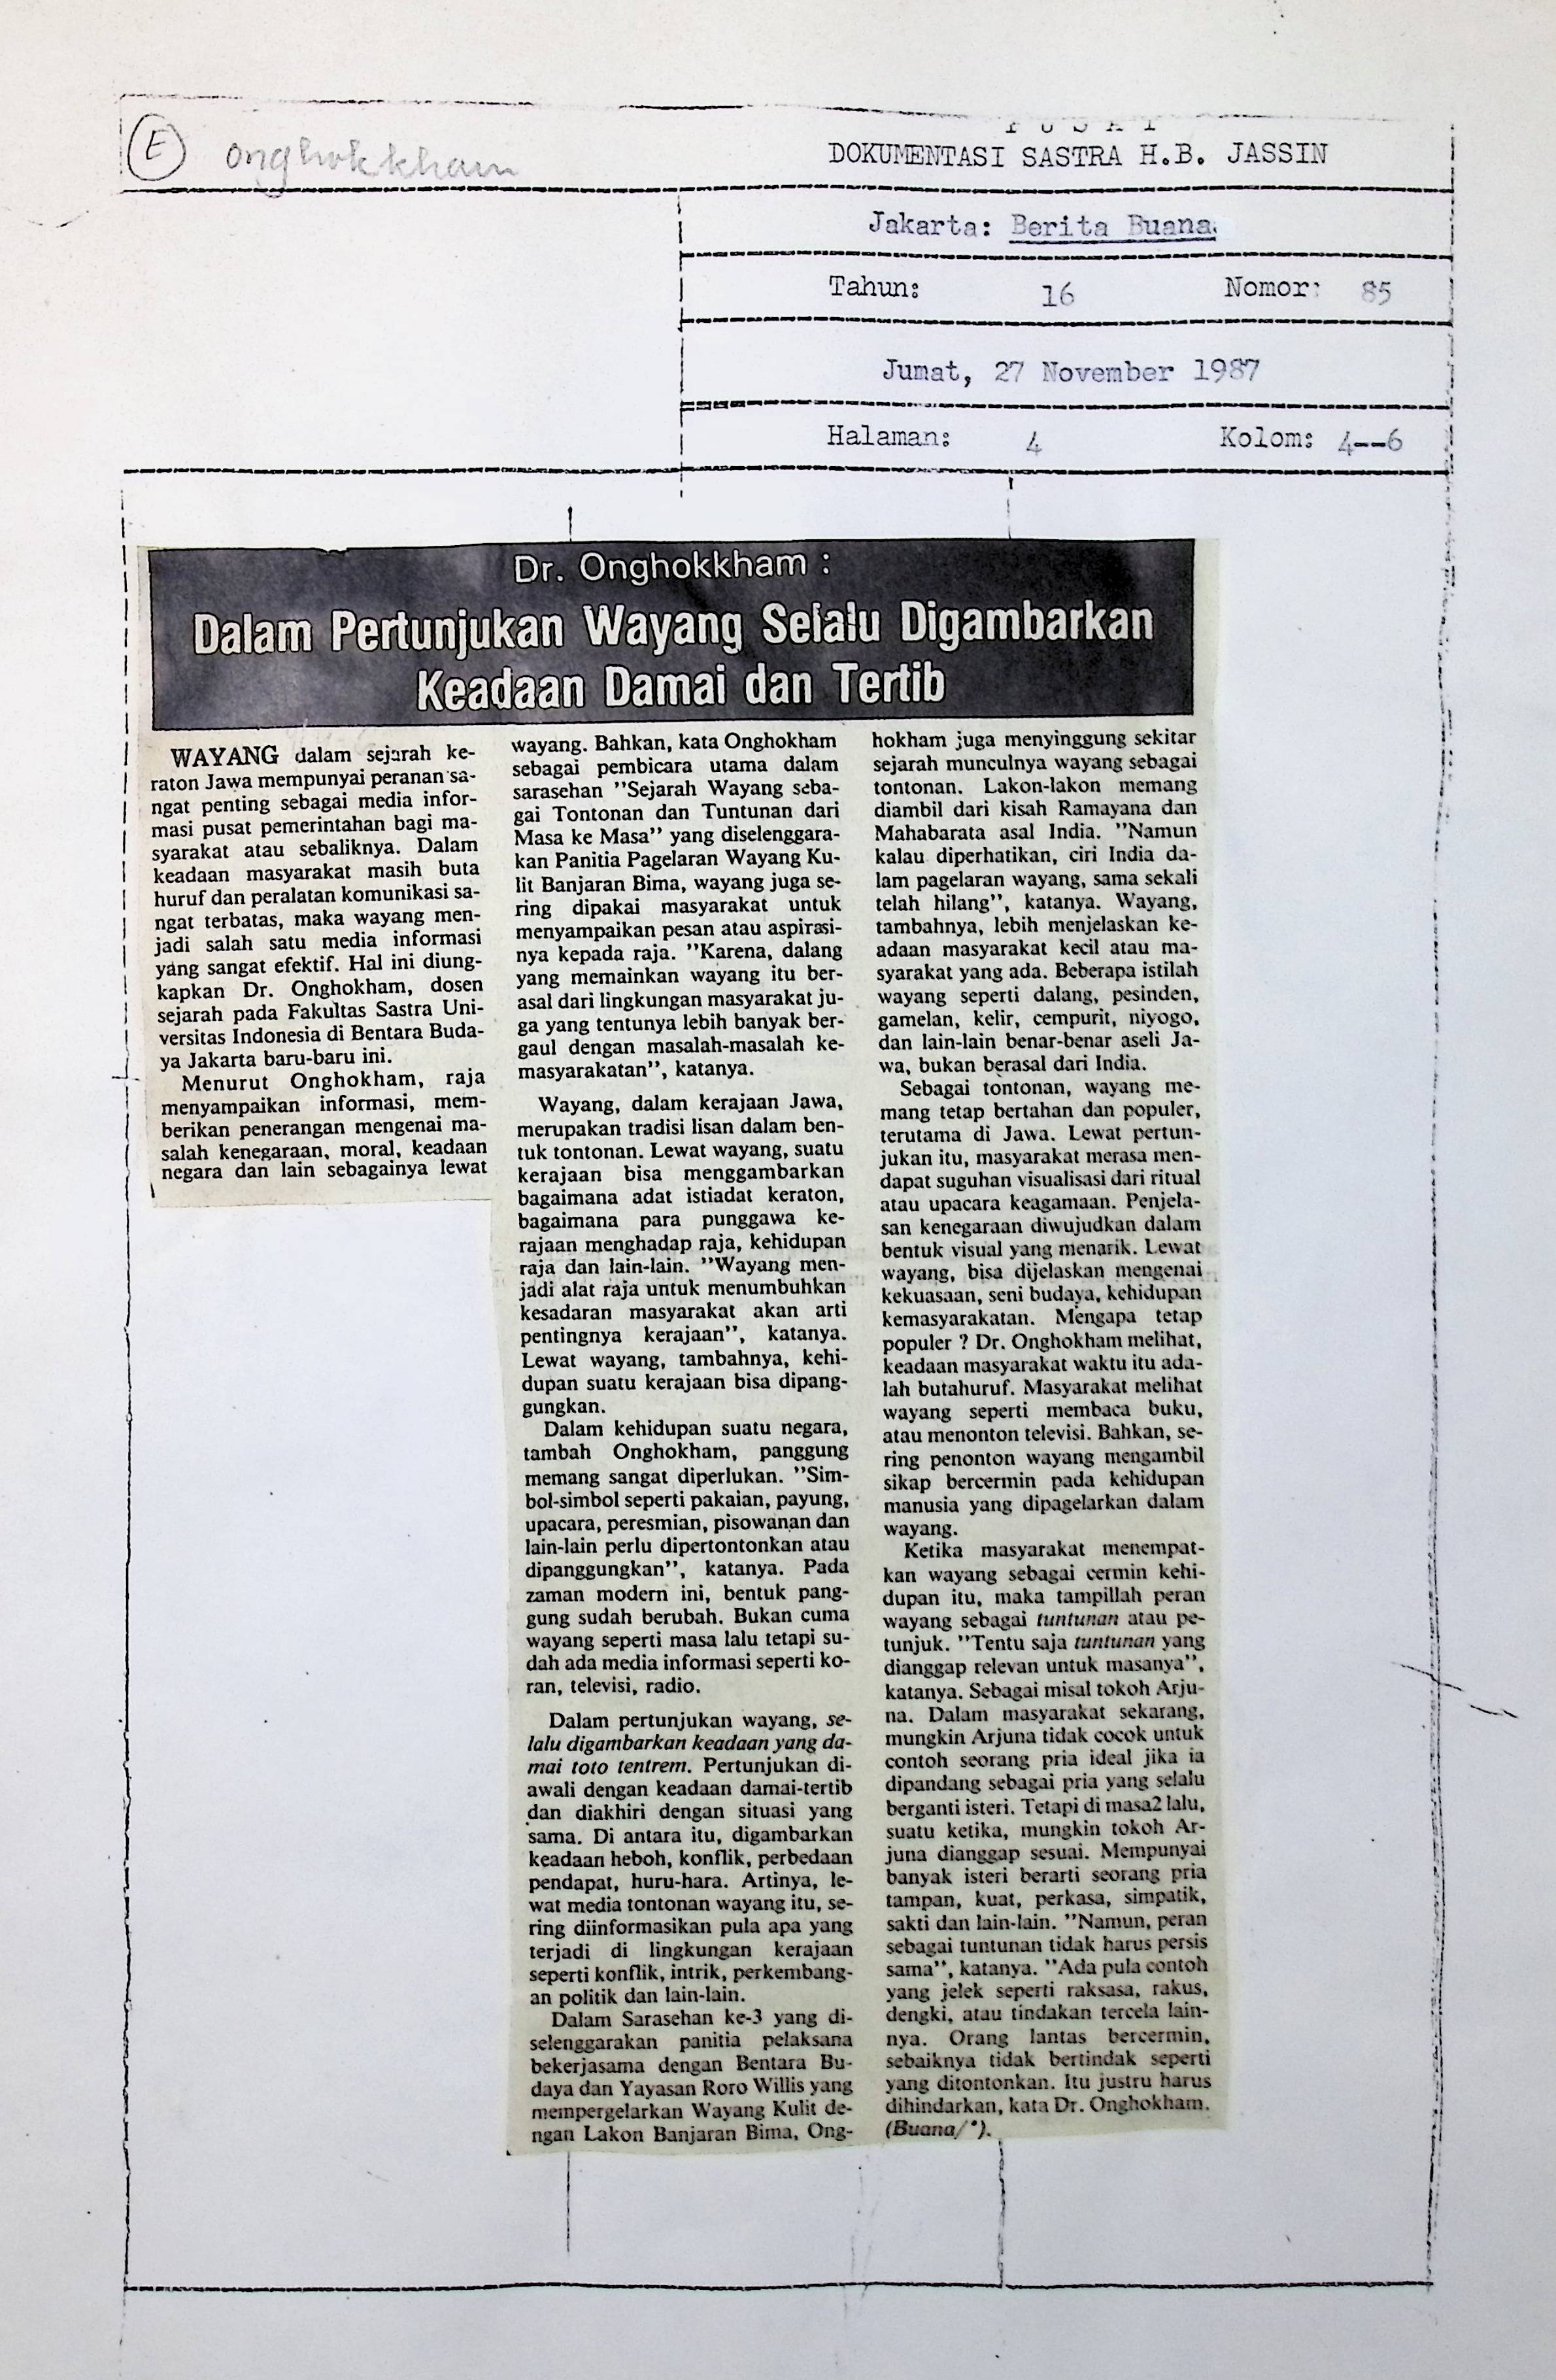 E onghokkham
PUSAT
DOKUMENTASI SASTRA H.B. JASSIN
Jakarta: Berita Buana
Tahun: 16 Nomor: 85
Jumat, 27 November 1987
Halaman: 4 Kolom: 4--6
Dr. Onghokkham :
Dalam Pertunjukan Wayang Selalu Digambarkan
Keadaan Damai dan Tertib
WAYANG dalam sejarah ke-
raton Jawa mempunyai peranan sa-
ngat penting sebagai media infor-
masi pusat pemerintahan bagi ma-
syarakat atau sebaliknya. Dalam
keadaan masyarakat masih buta
huruf dan peralatan komunikasi sa-
ngat terbatas, maka wayang men-
jadi salah satu media informasi
yang sangat efektif. Hal ini diung-
kapkan Dr. Onghokham, dosen
sejarah pada Fakultas Sastra Uni-
versitas Indonesia di Bentara Buda-
ya Jakarta baru-baru ini.
Menurut Onghokham, raja
menyampaikan informasi, mem-
berikan penerangan mengenai ma-
salah kenegaraan, moral, keadaan
negara dan lain sebagainya lewat
wayang. Bahkan, kata Onghokham
sebagai pembicara utama dalam
sarasehan ''Sejarah Wayang seba-
gai Tontonan dan Tuntunan dari
Masa ke Masa'' yang diselenggara-
kan Panitia Pagelaran Wayang Ku-
lit Banjaran Bima, wayang juga se-
ring dipakai masyarakat untuk
menyampaikan pesan atau aspirasi-
nya kepada raja. ''Karena, dalang
yang memainkan wayang itu ber-
asal dari lingkungan masyarakat ju-
ga yang tentunya lebih banyak ber-
gaul dengan masalah-masalah ke-
masyarakatan'', katanya.
Wayang, dalam kerajaan Jawa,
merupakan tradisi lisan dalam ben-
tuk tontonan. Lewat wayang, suatu
kerajaan bisa menggambarkan
bagaimana adat istiadat keraton,
bagaimana para punggawa ke-
rajaan menghadap raja, kehidupan
raja dan lain-lain. ''Wayang men-
jadi alat raja untuk menumbuhkan
kesadaran masyarakat akan arti
pentingnya kerajaan'', katanya.
Lewat wayang, tambahnya, kehi-
dupan suatu kerajaan bisa dipang-
gungkan.
Dalam kehidupan suatu negara,
tambah Onghokham, panggung
memang sangat diperlukan. ''Sim-
bol-simbol seperti pakaian, payung,
upacara, peresmian, pisowanan dan
lain-lain perlu dipertontonkan atau
dipanggungkan'', katanya. Pada
zaman modern ini, bentuk pang-
gung sudah berubah. Bukan cuma
wayang seperti masa lalu tetapi su-
dah ada media informasi seperti ko-
ran, televisi, radio.
Dalam pertunjukan wayang, se-
lalu digambarkan keadaan yang da-
mai toto tentrem. Pertunjukan di-
awali dengan keadaan damai-tertib
dan diakhiri dengan situasi yang
sama. Di antara itu, digambarkan
keadaan heboh, konflik, perbedaan
pendapat, huru-hara. Artinya, le-
wat media tontonan wayang itu, se-
ring diinformasikan pula apa yang
terjadi di lingkungan kerajaan
seperti konflik, intrik, perkembang-
an politik dan lain-lain.
Dalam Sarasehan ke-3 yang di-
selenggarakan panitia pelaksana
bekerjasama dengan Bentara Bu-
daya dan Yayasan Roro Willis yang
mempergelarkan Wayang Kulit de-
ngan Lakon Banjaran Bima, Ong-
hokham juga menyinggung sekitar
sejarah munculnya wayang sebagai
tontonan. Lakon-lakon memang
diambil dari kisah Ramayana dan
Mahabarata asal India. ''Namun
kalau diperhatikan, ciri India da-
lam pagelaran wayang, sama sekali
telah hilang'', katanya. Wayang,
tambahnya, lebih menjelaskan ke-
adaan masyarakat kecil atau ma-
syarakat yang ada. Beberapa istilah
wayang seperti dalang, pesinden,
gamelan, kelir, cempurit, niyogo,
dan lain-lain benar-benar aseli Ja-
wa, bukan berasal dari India.
Sebagai tontonan, wayang me-
mang tetap bertahan dan populer,
terutama di Jawa. Lewat pertun-
jukan itu, masyarakat merasa men-
dapat suguhan visualisasi dari ritual
atau upacara keagamaan. Penjela-
san kenegaraan diwujudkan dalam
bentuk visual yang menarik. Lewat
wayang, bisa dijelaskan mengenai
kekuasaan, seni budaya, kehidupan
kemasyarakatan. Mengapa tetap
populer ? Dr. Onghokham melihat,
keadaan masyarakat waktu itu ada-
lah butahuruf. Masyarakat melihat
wayang seperti membaca buku,
atau menonton televisi. Bahkan, se-
ring penonton wayang mengambil
sikap bercermin pada kehidupan
manusia yang dipagelarkan dalam
wayang.
Ketika masyarakat menempat-
kan wayang sebagai cermin kehi-
dupan itu, maka tampillah peran
wayang sebagai tuntunan atau pe-
tunjuk. ''Tentu saja tuntunan yang
dianggap relevan untuk masanya'',
katanya. Sebagai misal tokoh Arju-
na. Dalam masyarakat sekarang,
mungkin Arjuna tidak cocok untuk
contoh seorang pria ideal jika ia
dipandang sebagai pria yang selalu
berganti isteri. Tetapi di masa2 lalu,
suatu ketika, mungkin tokoh Ar-
juna dianggap sesuai. Mempunyai
banyak isteri berarti seorang pria
tampan, kuat, perkasa, simpatik,
sakti dan lain-lain. ''Namun, peran
sebagai tuntunan tidak harus persis
sama'', katanya. ''Ada pula contoh
yang jelek seperti raksasa, rakus,
dengki, atau tindakan tercela lain-
nya. Orang lantas bercermin,
sebaiknya tidak bertindak seperti
yang ditontonkan. Itu justru harus
dihindarkan, kata Dr. Onghokham.
(Buana/*).